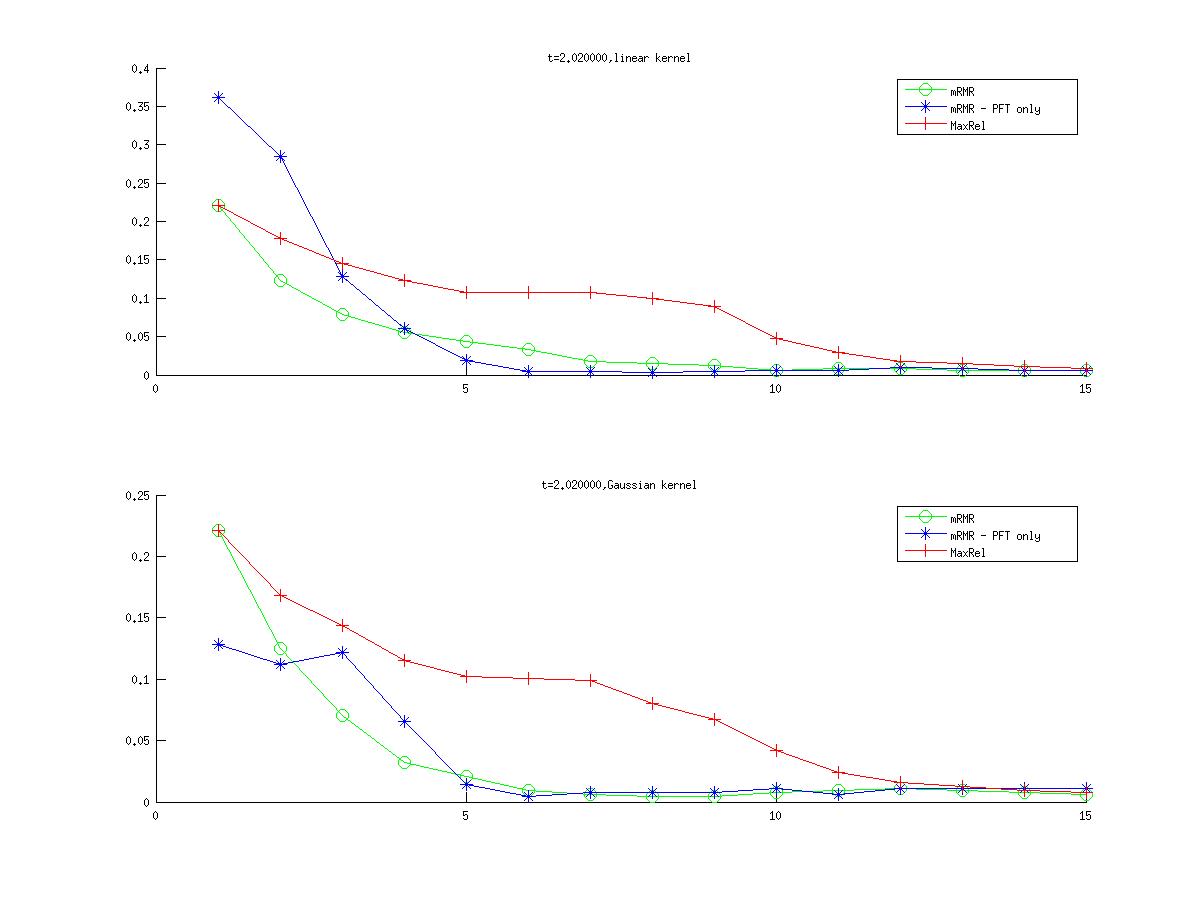 t=2.020000,linear kernel
0.4
0.35
0.3
0.25
0.2
0.15
0.1
0.05
0
0 5 10 15
mRMR
mRMR - PFT only
MaxRel
t=2.020000,Gaussian kernel
0.25
0.2
0.15
0.1
0.05
0
0 5 10 15
mRMR
mRMR - PFT only
MaxRel